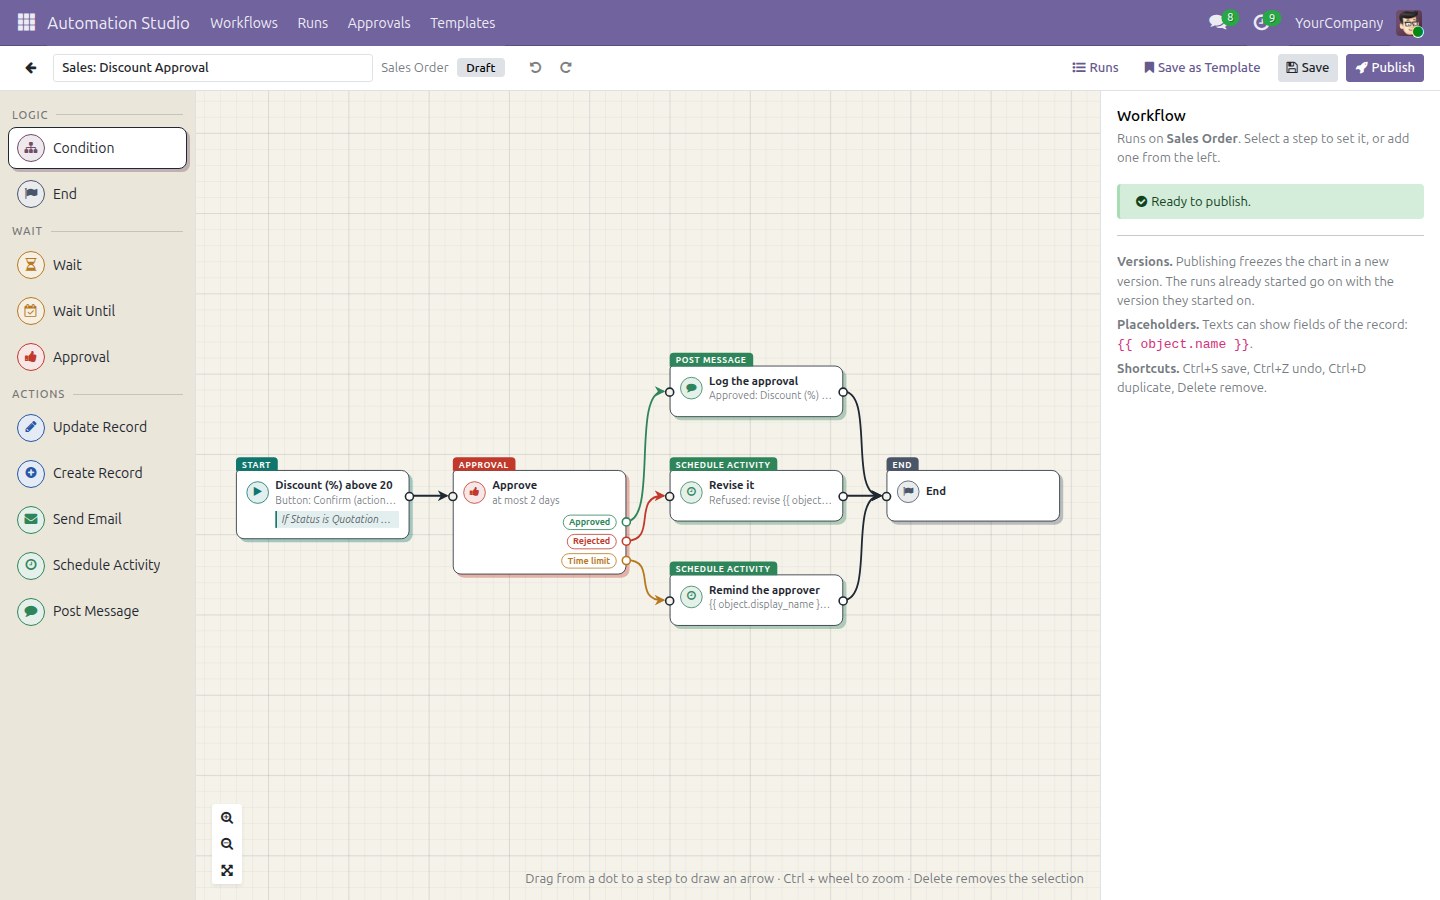 Automation Studio Workflows Runs Approvals Templates 8 9 YourCompany
Sales: Discount Approval Sales Order Draft Runs Save as Template Save Publish
LOGIC
Condition
End
WAIT
Wait
Wait Until
Approval
ACTIONS
Update Record
Create Record
Send Email
Schedule Activity
Post Message
START
Discount (%) above 20
Button: Confirm (action...
If Status is Quotation ...
APPROVAL
Approve
at most 2 days
Approved
Rejected
Time limit
POST MESSAGE
Log the approval
Approved: Discount (%) ...
SCHEDULE ACTIVITY
Revise it
Refused: revise {{ object...
SCHEDULE ACTIVITY
Remind the approver
{{ object.display_name }...
END
End
Drag from a dot to a step to draw an arrow · Ctrl + wheel to zoom · Delete removes the selection
Workflow
Runs on Sales Order. Select a step to set it, or add
one from the left.
Ready to publish.
Versions. Publishing freezes the chart in a new
version. The runs already started go on with the
version they started on.
Placeholders. Texts can show fields of the record:
{{ object.name }}.
Shortcuts. Ctrl+S save, Ctrl+Z undo, Ctrl+D
duplicate, Delete remove.